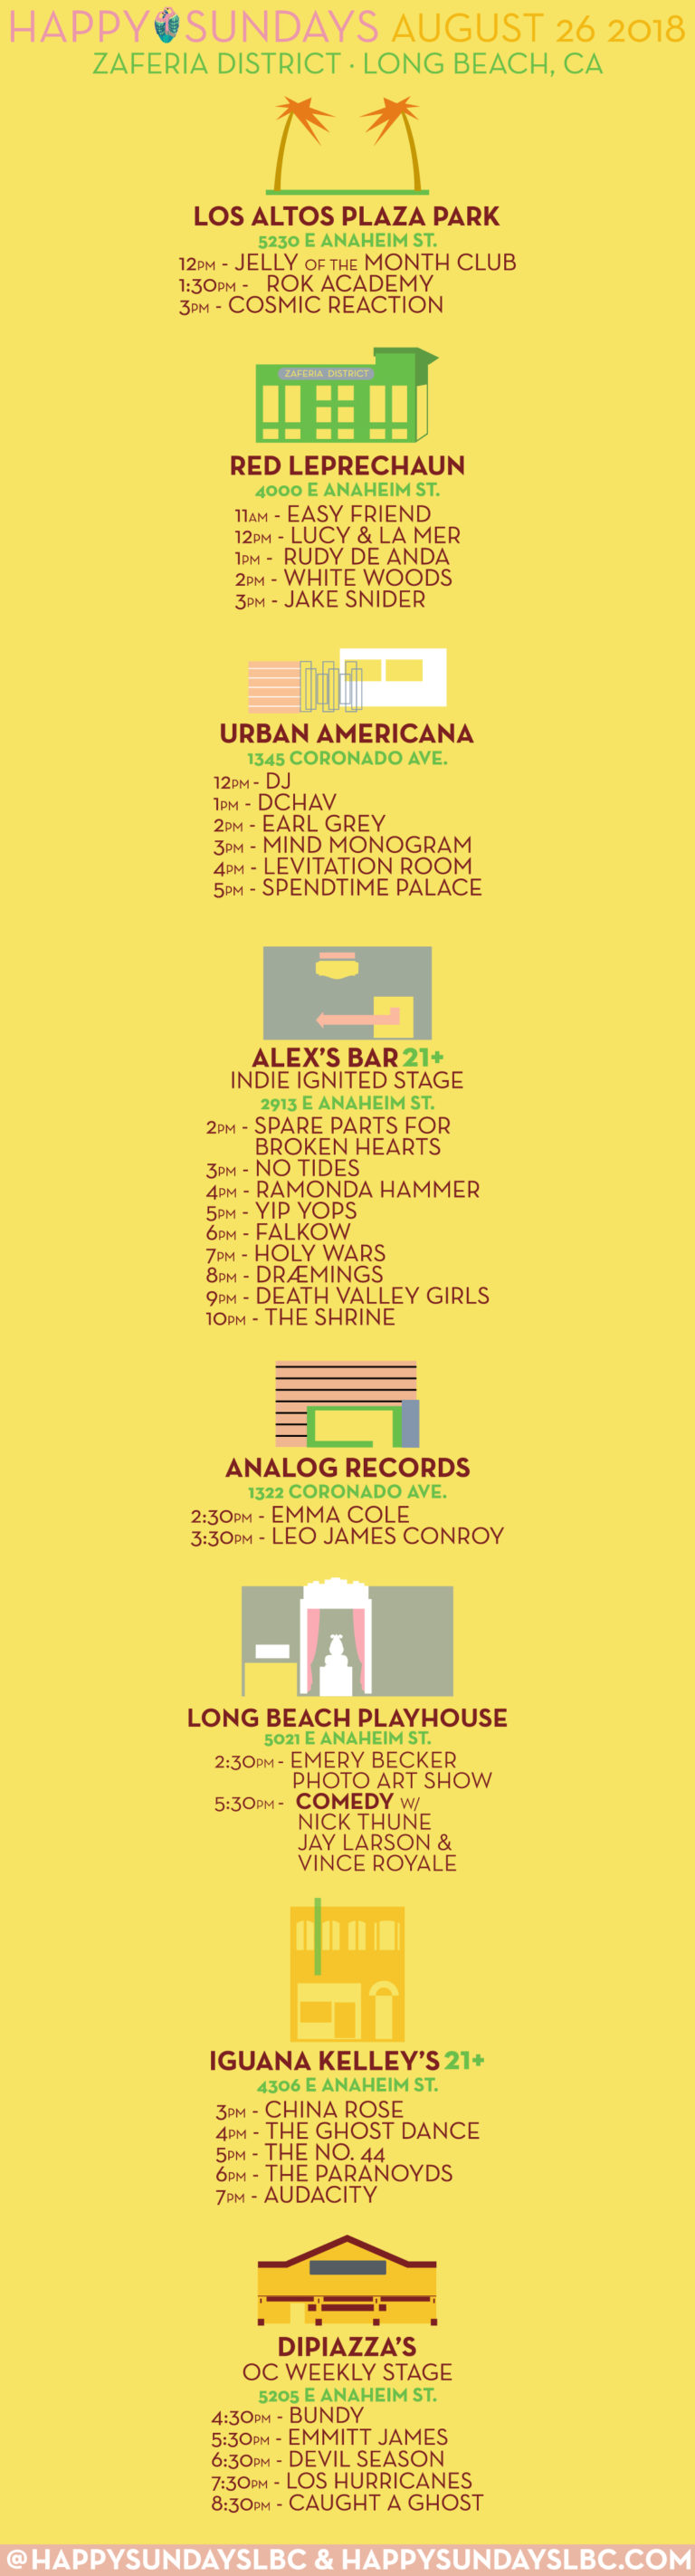 HAPPY SUNDAYS AUGUST 26 2018
ZAFERIA DISTRICT · LONG BEACH, CA
LOS ALTOS PLAZA PARK
5230 E ANAHEIM ST.
12PM - JELLY OF THE MONTH CLUB
1:30PM - ROK ACADEMY
3PM - COSMIC REACTION
ZAFERIA DISTRICT
RED LEPRECHAUN
4000 E ANAHEIM ST.
11AM - EASY FRIEND
12PM - LUCY & LA MER
1PM - RUDY DE ANDA
2PM - WHITE WOODS
3PM - JAKE SNIDER
URBAN AMERICANA
1345 CORONADO AVE.
12PM - DJ
1PM - DCHAV
2PM - EARL GREY
3PM - MIND MONOGRAM
4PM - LEVITATION ROOM
5PM - SPENDTIME PALACE
ALEX'S BAR 21+
INDIE IGNITED STAGE
2913 E ANAHEIM ST.
2PM - SPARE PARTS FOR
BROKEN HEARTS
3PM - NO TIDES
4PM - RAMONDA HAMMER
5PM - YIP YOPS
6PM - FALKOW
7PM - HOLY WARS
8PM - DRÆMINGS
9PM - DEATH VALLEY GIRLS
10PM - THE SHRINE
ANALOG RECORDS
1322 CORONADO AVE.
2:30PM - EMMA COLE
3:30PM - LEO JAMES CONROY
LONG BEACH PLAYHOUSE
5021 E ANAHEIM ST.
2:30PM - EMERY BECKER
PHOTO ART SHOW
5:30PM - COMEDY W/
NICK THUNE
JAY LARSON &
VINCE ROYALE
IGUANA KELLEY'S 21+
4306 E ANAHEIM ST.
3PM - CHINA ROSE
4PM - THE GHOST DANCE
5PM - THE NO. 44
6PM - THE PARANOYDS
7PM - AUDACITY
DIPIAZZA'S
OC WEEKLY STAGE
5205 E ANAHEIM ST.
4:30PM - BUNDY
5:30PM - EMMITT JAMES
6:30PM - DEVIL SEASON
7:30PM - LOS HURRICANES
8:30PM - CAUGHT A GHOST
@HAPPYSUNDAYSLBC & HAPPYSUNDAYSLBC.COM